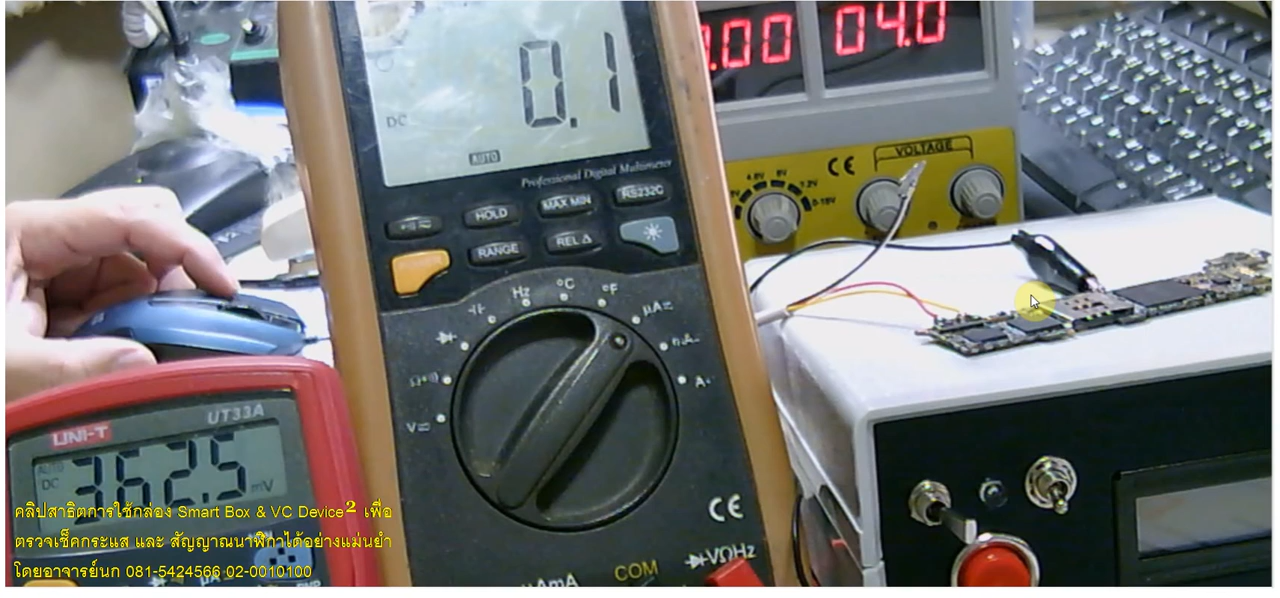 0.1
DC
AUTO
Professional Digital Multimeter
HOLD
MAX MIN
RS232C
RANGE
REL Δ
Hz
°C
°F
μA
A
V
CE
COM
VΩHz
04.0
VOLTAGE
CE
0-15V
UNI-T
UT33A
AUTO
DC
362.5
mV
คลิปสาธิตการใช้กล่อง Smart Box & VC Device² เพื่อ
ตรวจเช็คกระแส และ สัญญาณนาฬิกาได้อย่างแม่นยำ
โดยอาจารย์นก 081-5424566 02-0010100